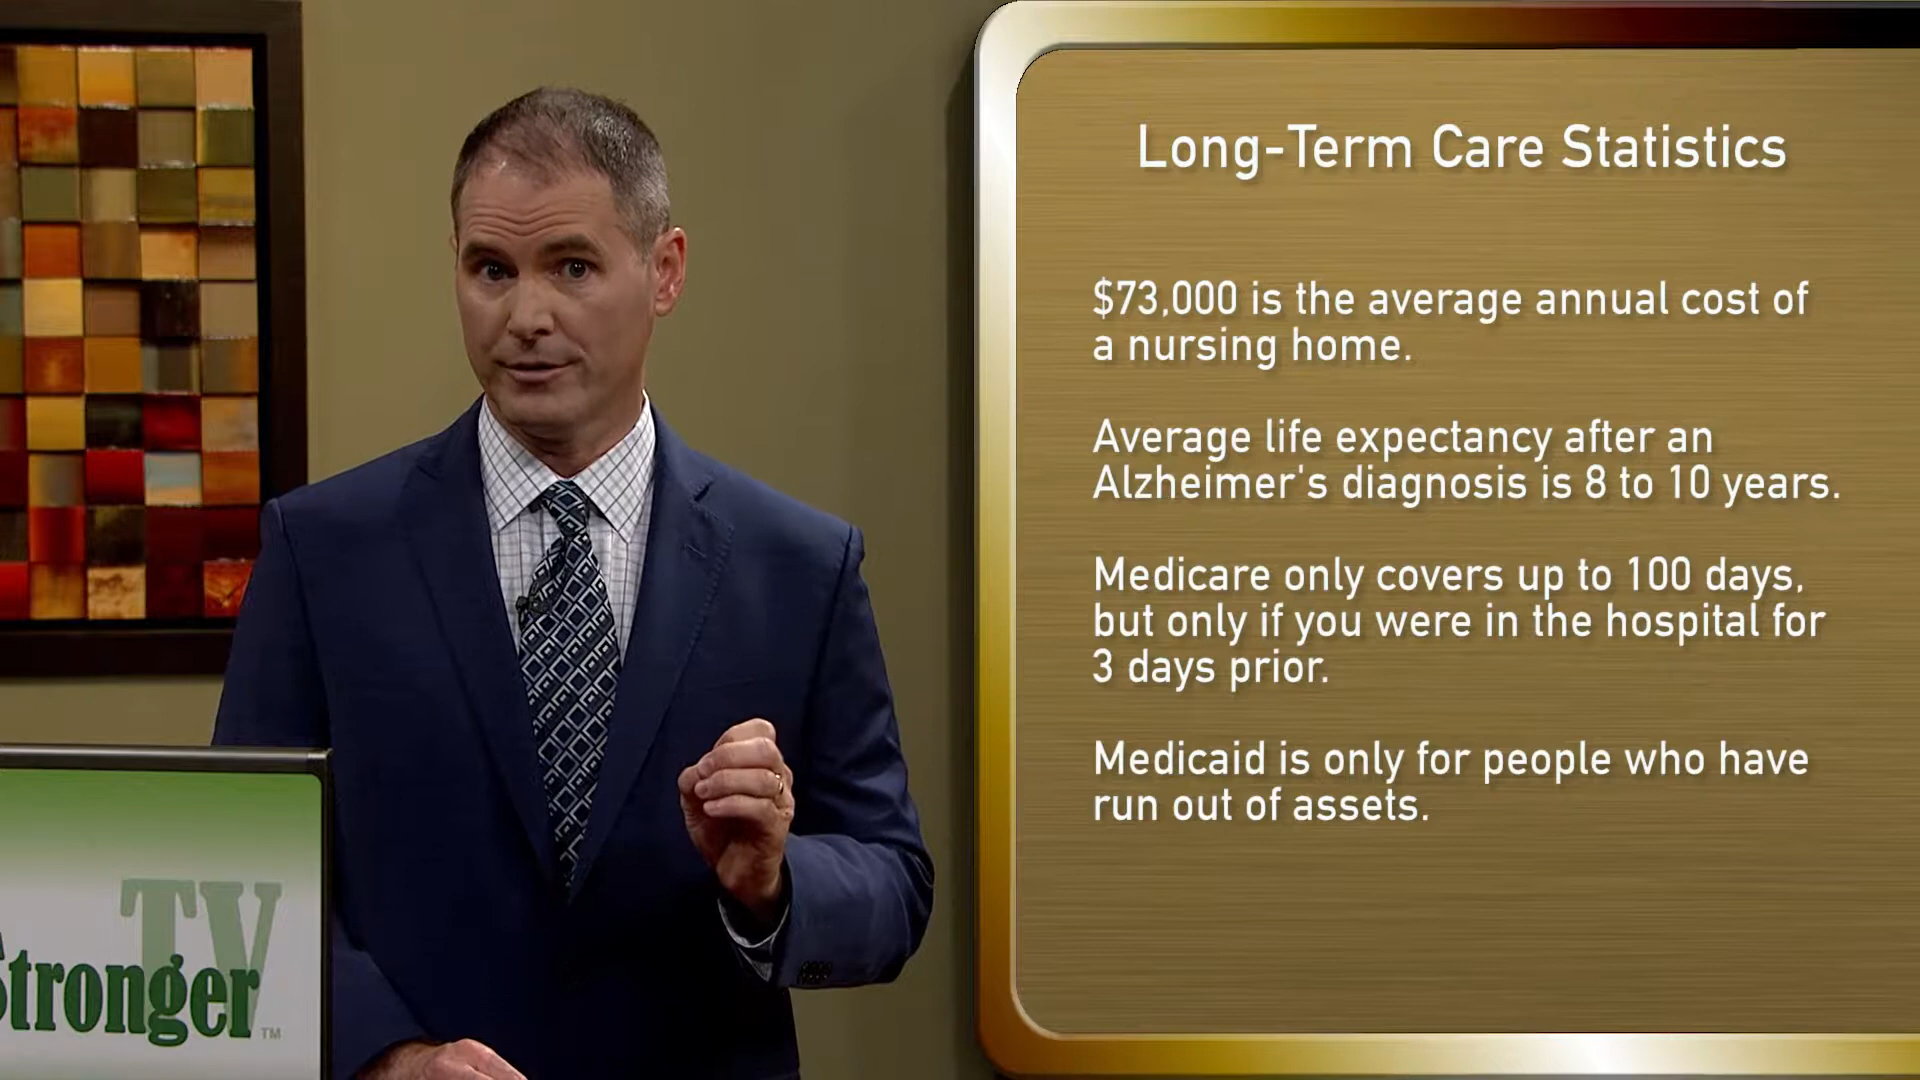 Long-Term Care Statistics
$73,000 is the average annual cost of
a nursing home.
Average life expectancy after an
Alzheimer's diagnosis is 8 to 10 years.
Medicare only covers up to 100 days,
but only if you were in the hospital for
3 days prior.
Medicaid is only for people who have
run out of assets.
TV
Stronger
TM